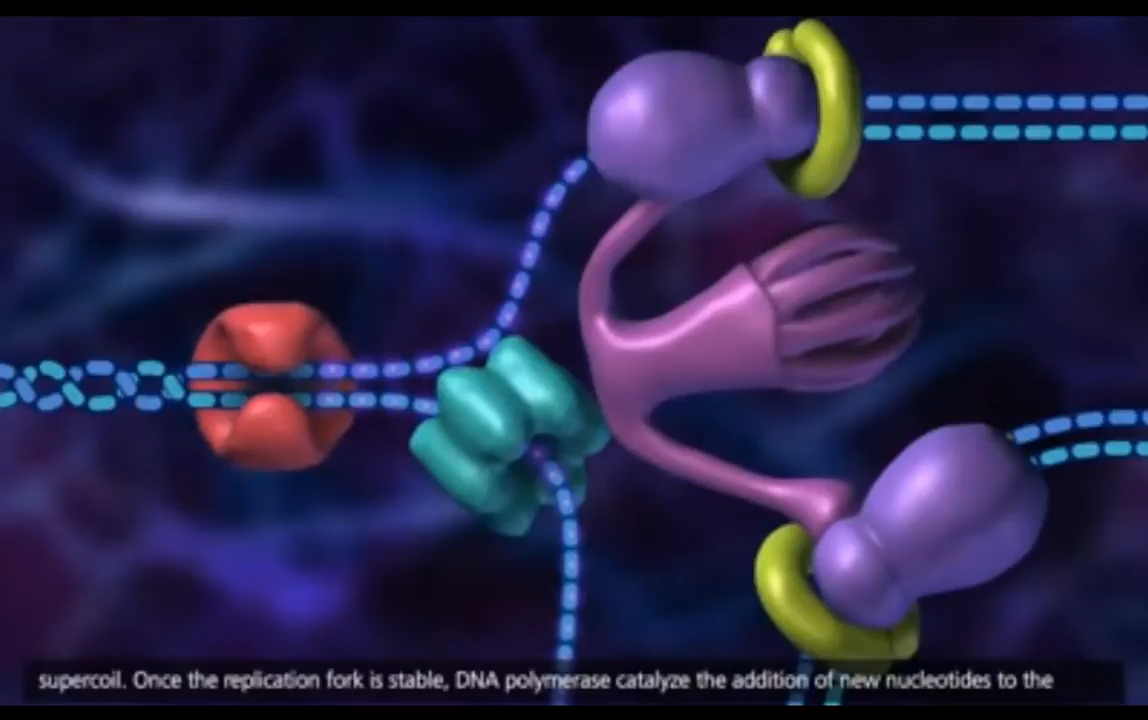 supercoil. Once the replication fork is stable, DNA polymerase catalyze the addition of new nucleotides to the